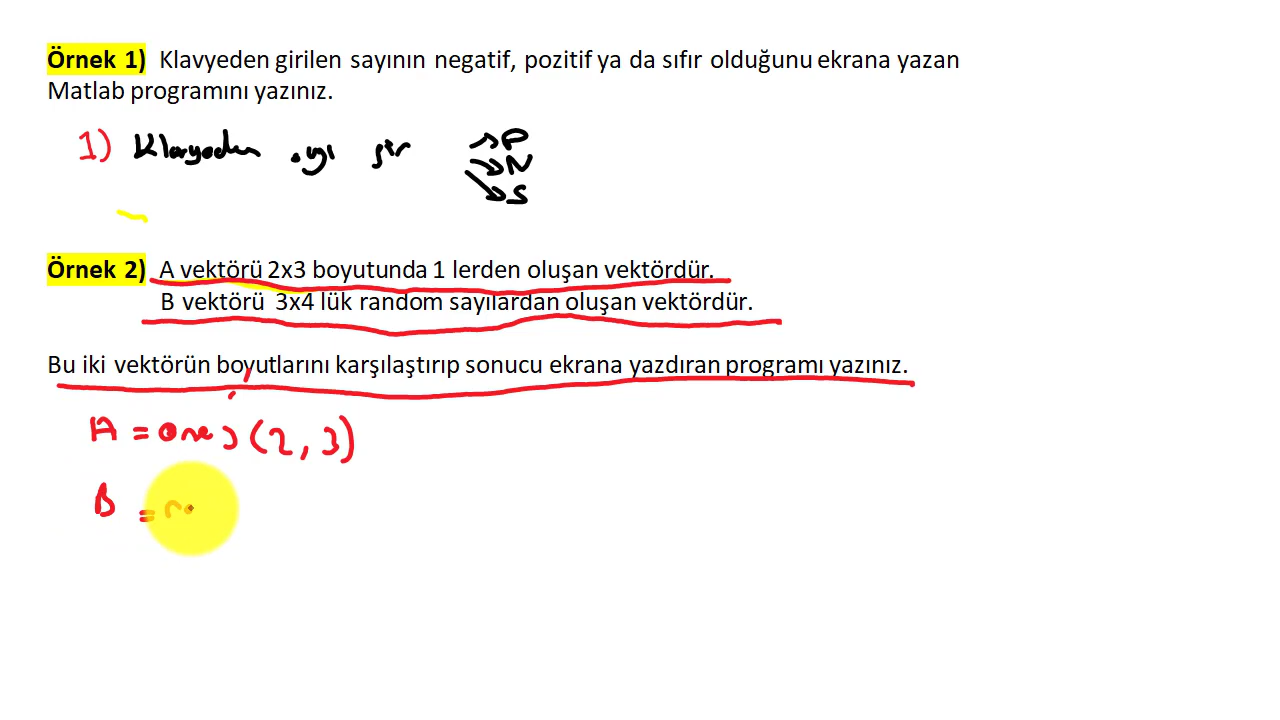 Örnek 1) Klavyeden girilen sayının negatif, pozitif ya da sıfır olduğunu ekrana yazan
Matlab programını yazınız.
1) Klavyeden sayı gir → P
→ N
→ S
Örnek 2) A vektörü 2x3 boyutunda 1 lerden oluşan vektördür.
B vektörü 3x4 lük random sayılardan oluşan vektördür.
Bu iki vektörün boyutlarını karşılaştırıp sonucu ekrana yazdıran programı yazınız.
A = ones (2, 3)
B =